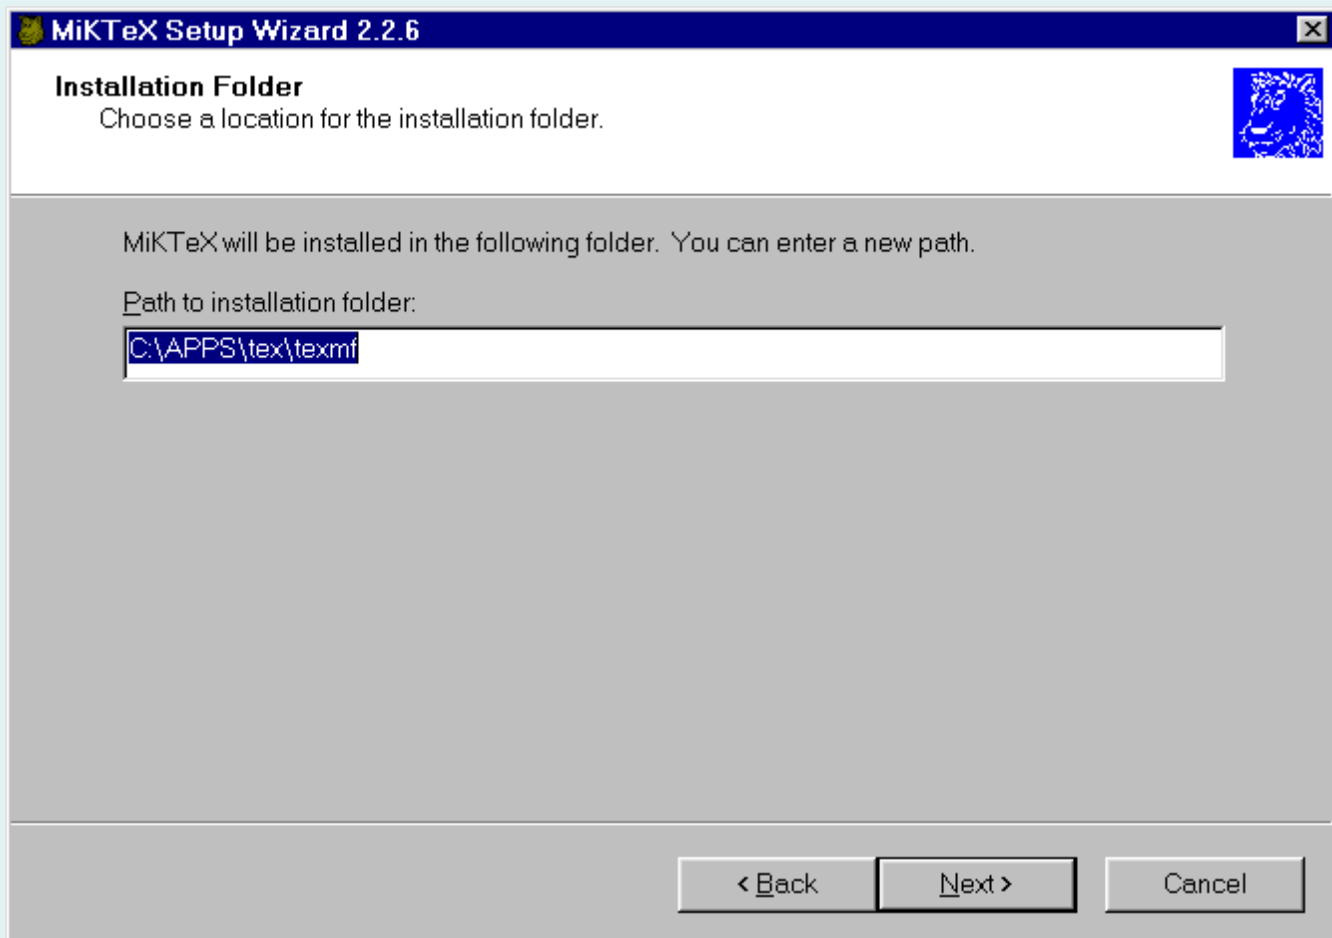 MiKTeX Setup Wizard 2.2.6
Installation Folder
Choose a location for the installation folder.
MiKTeX will be installed in the following folder.  You can enter a new path.
Path to installation folder:
C:\APPS\tex\texmf
< Back
Next >
Cancel